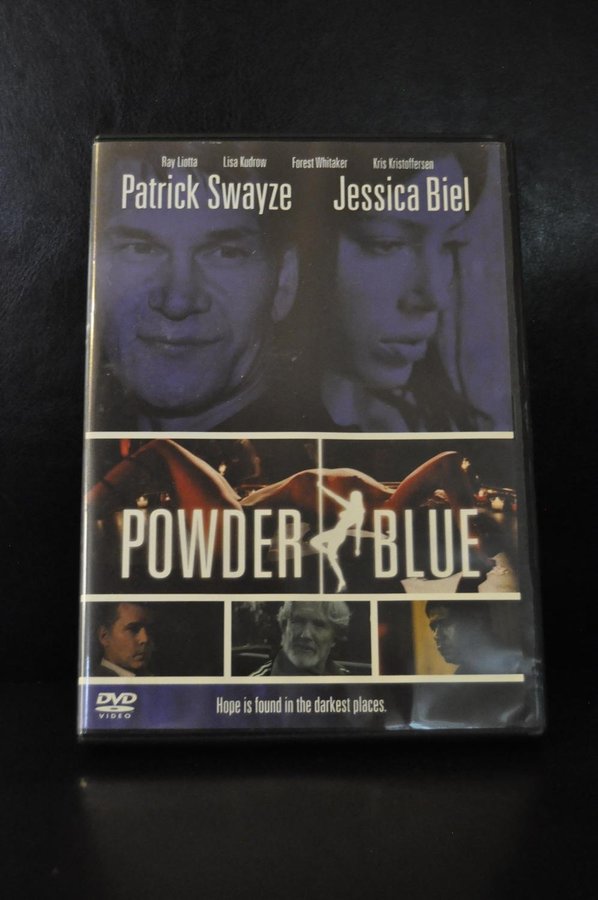 Ray Liotta Lisa Kudrow Forest Whitaker Kris Kristoffersen
Patrick Swayze Jessica Biel
POWDER BLUE
DVD
VIDEO
Hope is found in the darkest places.